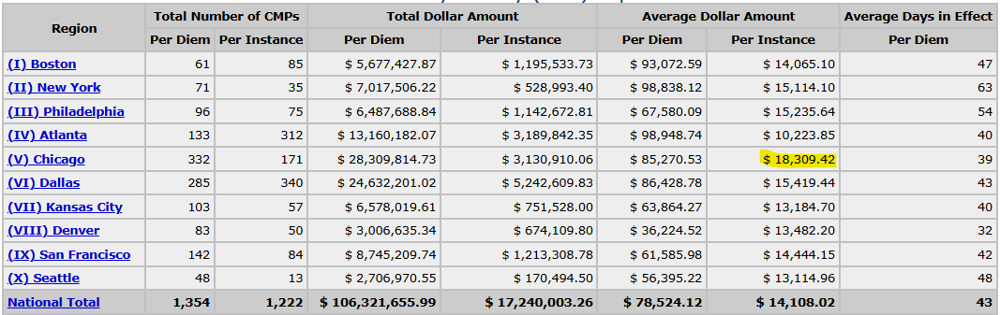 Region Total Number of CMPs Total Dollar Amount Average Dollar Amount Average Days in Effect
Per Diem Per Instance Per Diem Per Instance Per Diem Per Instance Per Diem
(I) Boston 61 85 $ 5,677,427.87 $ 1,195,533.73 $ 93,072.59 $ 14,065.10 47
(II) New York 71 35 $ 7,017,506.22 $ 528,993.40 $ 98,838.12 $ 15,114.10 63
(III) Philadelphia 96 75 $ 6,487,688.84 $ 1,142,672.81 $ 67,580.09 $ 15,235.64 54
(IV) Atlanta 133 312 $ 13,160,182.07 $ 3,189,842.35 $ 98,948.74 $ 10,223.85 40
(V) Chicago 332 171 $ 28,309,814.73 $ 3,130,910.06 $ 85,270.53 $ 18,309.42 39
(VI) Dallas 285 340 $ 24,632,201.02 $ 5,242,609.83 $ 86,428.78 $ 15,419.44 43
(VII) Kansas City 103 57 $ 6,578,019.61 $ 751,528.00 $ 63,864.27 $ 13,184.70 40
(VIII) Denver 83 50 $ 3,006,635.34 $ 674,109.80 $ 36,224.52 $ 13,482.20 32
(IX) San Francisco 142 84 $ 8,745,209.74 $ 1,213,308.78 $ 61,585.98 $ 14,444.15 42
(X) Seattle 48 13 $ 2,706,970.55 $ 170,494.50 $ 56,395.22 $ 13,114.96 48
National Total 1,354 1,222 $ 106,321,655.99 $ 17,240,003.26 $ 78,524.12 $ 14,108.02 43